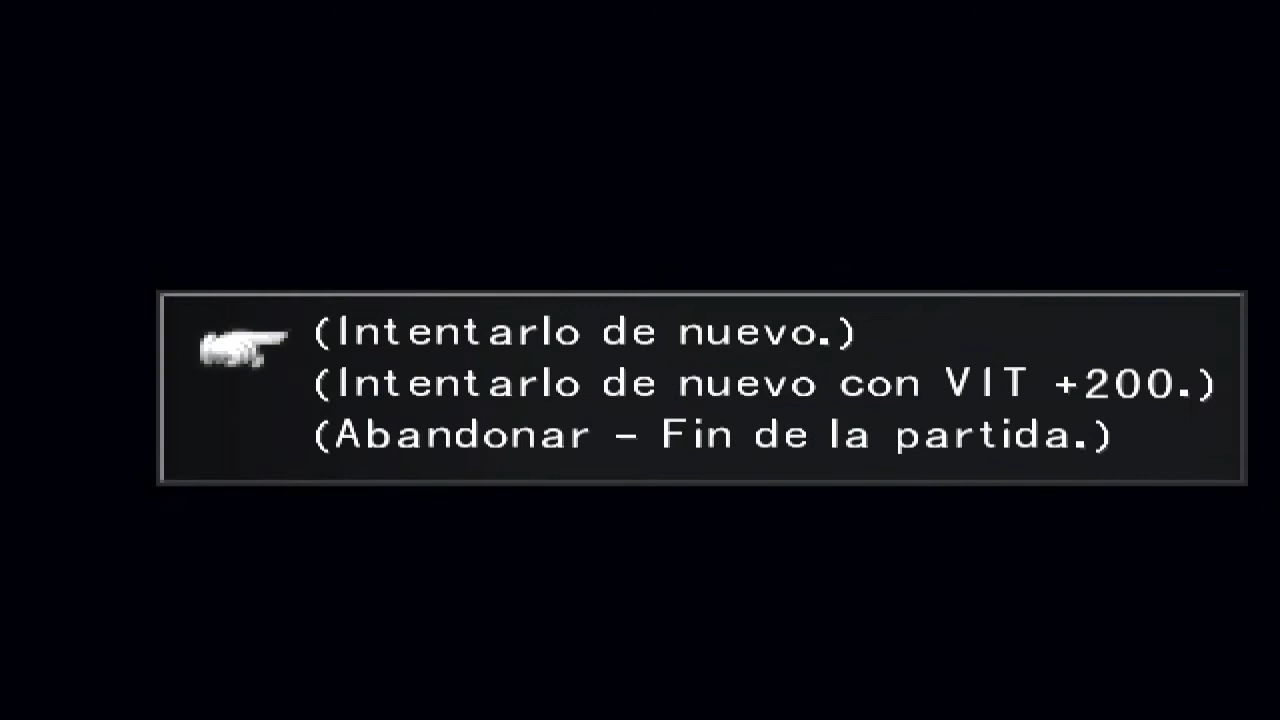 (Intentarlo de nuevo.)
(Intentarlo de nuevo con VIT +200.)
(Abandonar - Fin de la partida.)